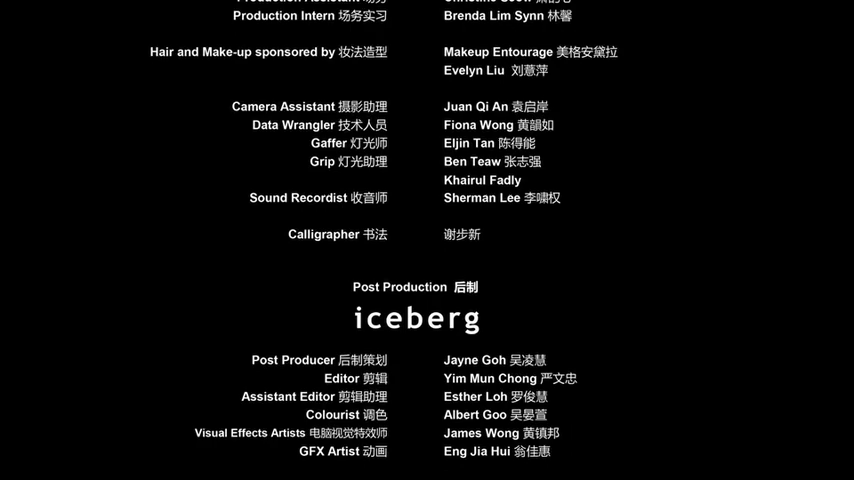 Production Intern 场务实习 Brenda Lim Synn 林馨
Hair and Make-up sponsored by 妆法造型 Makeup Entourage 美格安黛拉
Evelyn Liu 刘薏萍
Camera Assistant 摄影助理 Juan Qi An 袁启岸
Data Wrangler 技术人员 Fiona Wong 黄韻如
Gaffer 灯光师 Eljin Tan 陈得能
Grip 灯光助理 Ben Teaw 张志强
Khairul Fadly
Sound Recordist 收音师 Sherman Lee 李啸权
Calligrapher 书法 谢步新
Post Production 后制
iceberg
Post Producer 后制策划 Jayne Goh 吴凌慧
Editor 剪辑 Yim Mun Chong 严文忠
Assistant Editor 剪辑助理 Esther Loh 罗俊慧
Colourist 调色 Albert Goo 吴晏萱
Visual Effects Artists 电脑视觉特效师 James Wong 黄镇邦
GFX Artist 动画 Eng Jia Hui 翁佳惠